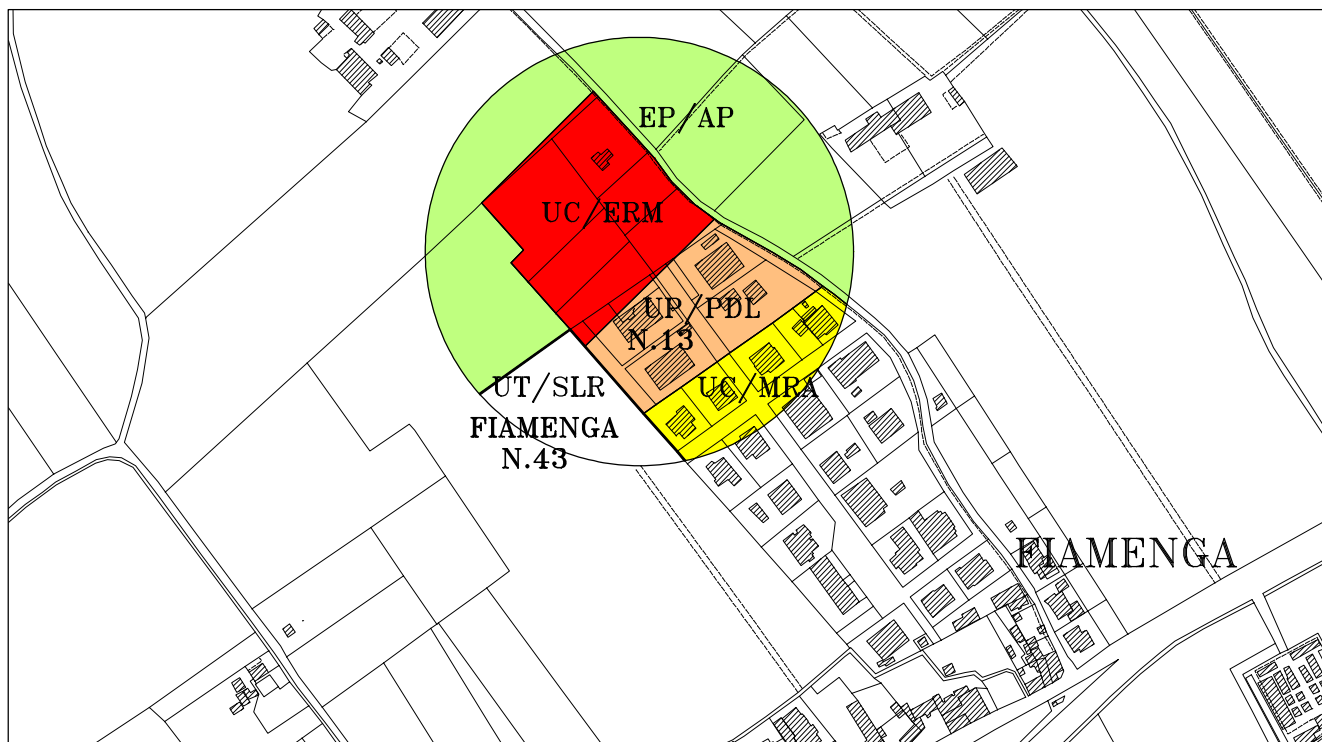 EP/AP
UC/ERM
UP/PDL
N.13
UT/SLR
UC/MRA
FIAMENGA
N.43
FIAMENGA